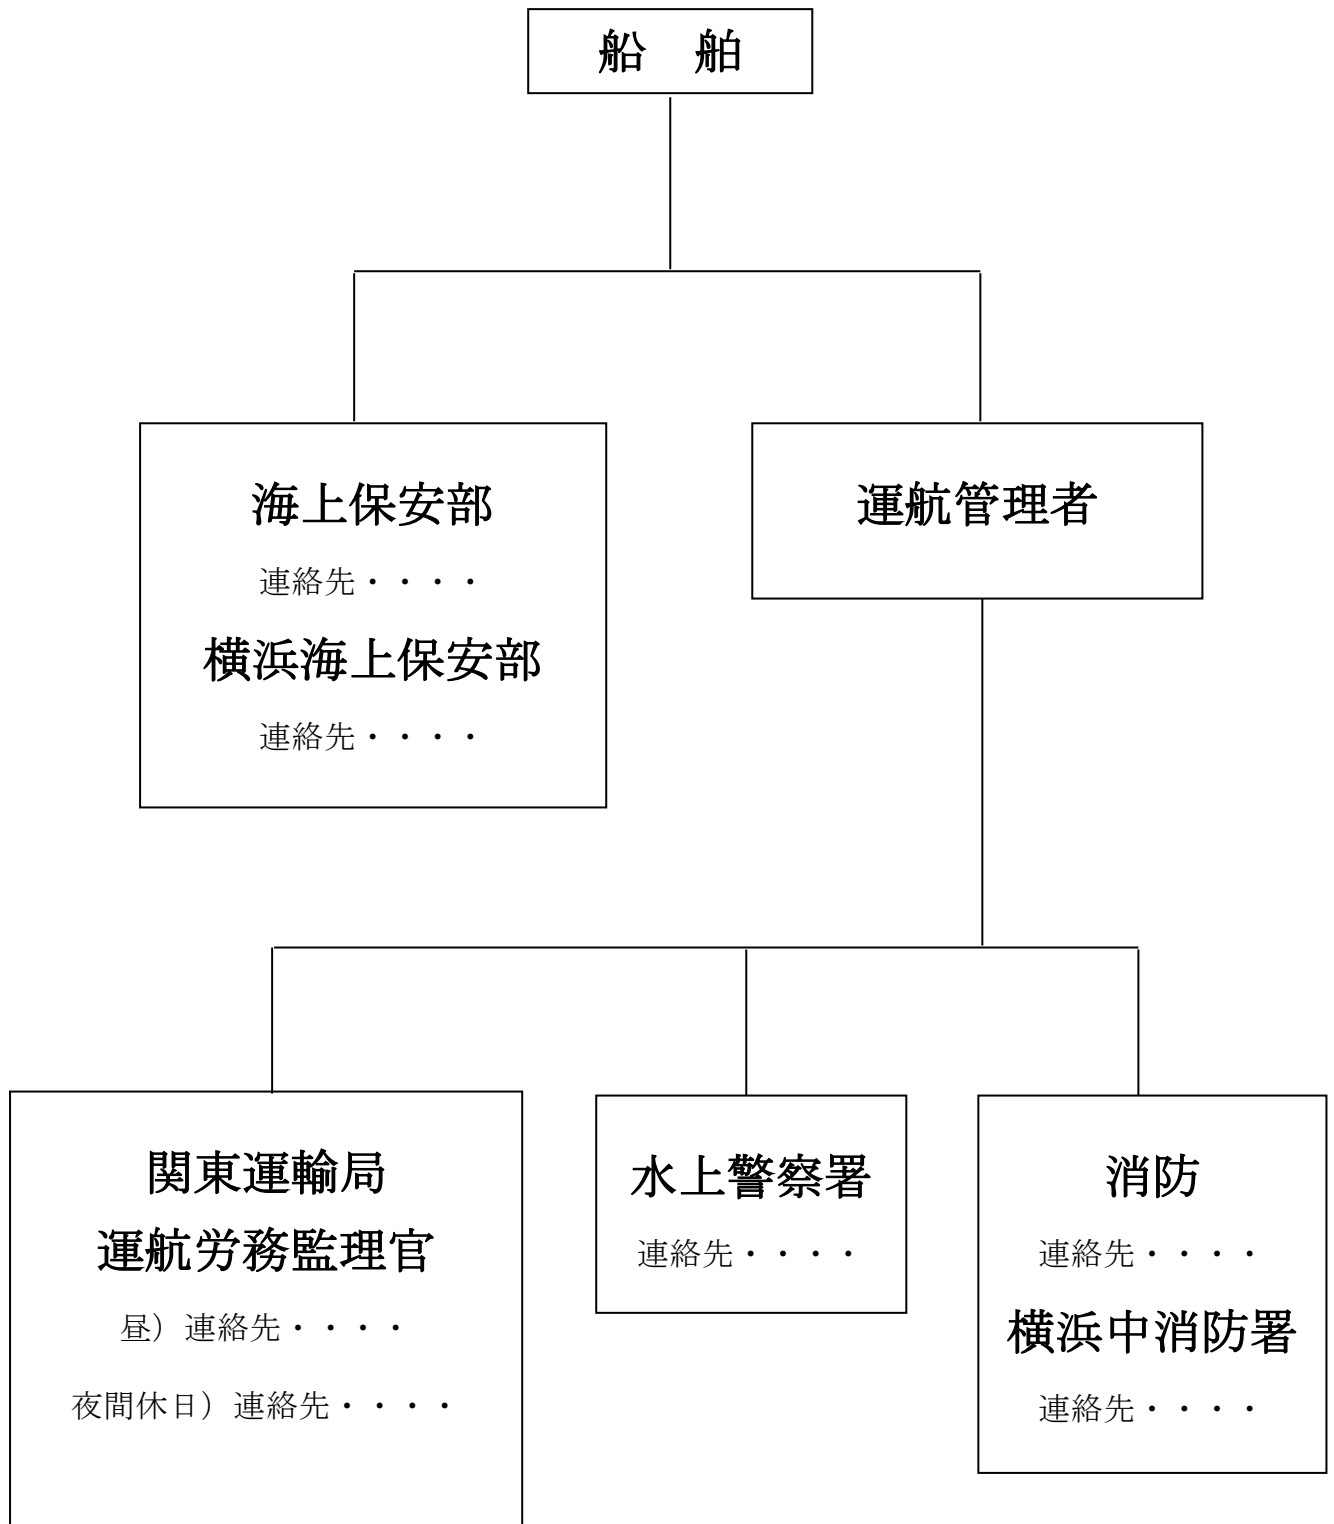 船　舶
海上保安部
連絡先・・・・
横浜海上保安部
連絡先・・・・
運航管理者
関東運輸局
運航労務監理官
昼）連絡先・・・・
夜間休日）連絡先・・・・
水上警察署
連絡先・・・・
消防
連絡先・・・・
横浜中消防署
連絡先・・・・